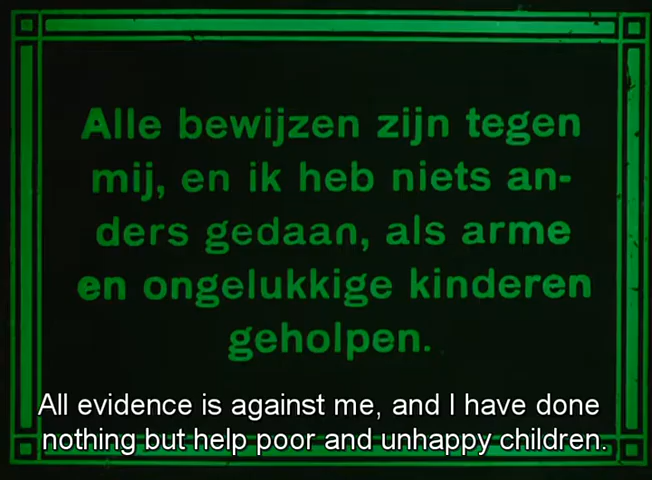 Alle bewijzen zijn tegen
mij, en ik heb niets an-
ders gedaan, als arme
en ongelukkige kinderen
geholpen.
All evidence is against me, and I have done
nothing but help poor and unhappy children.